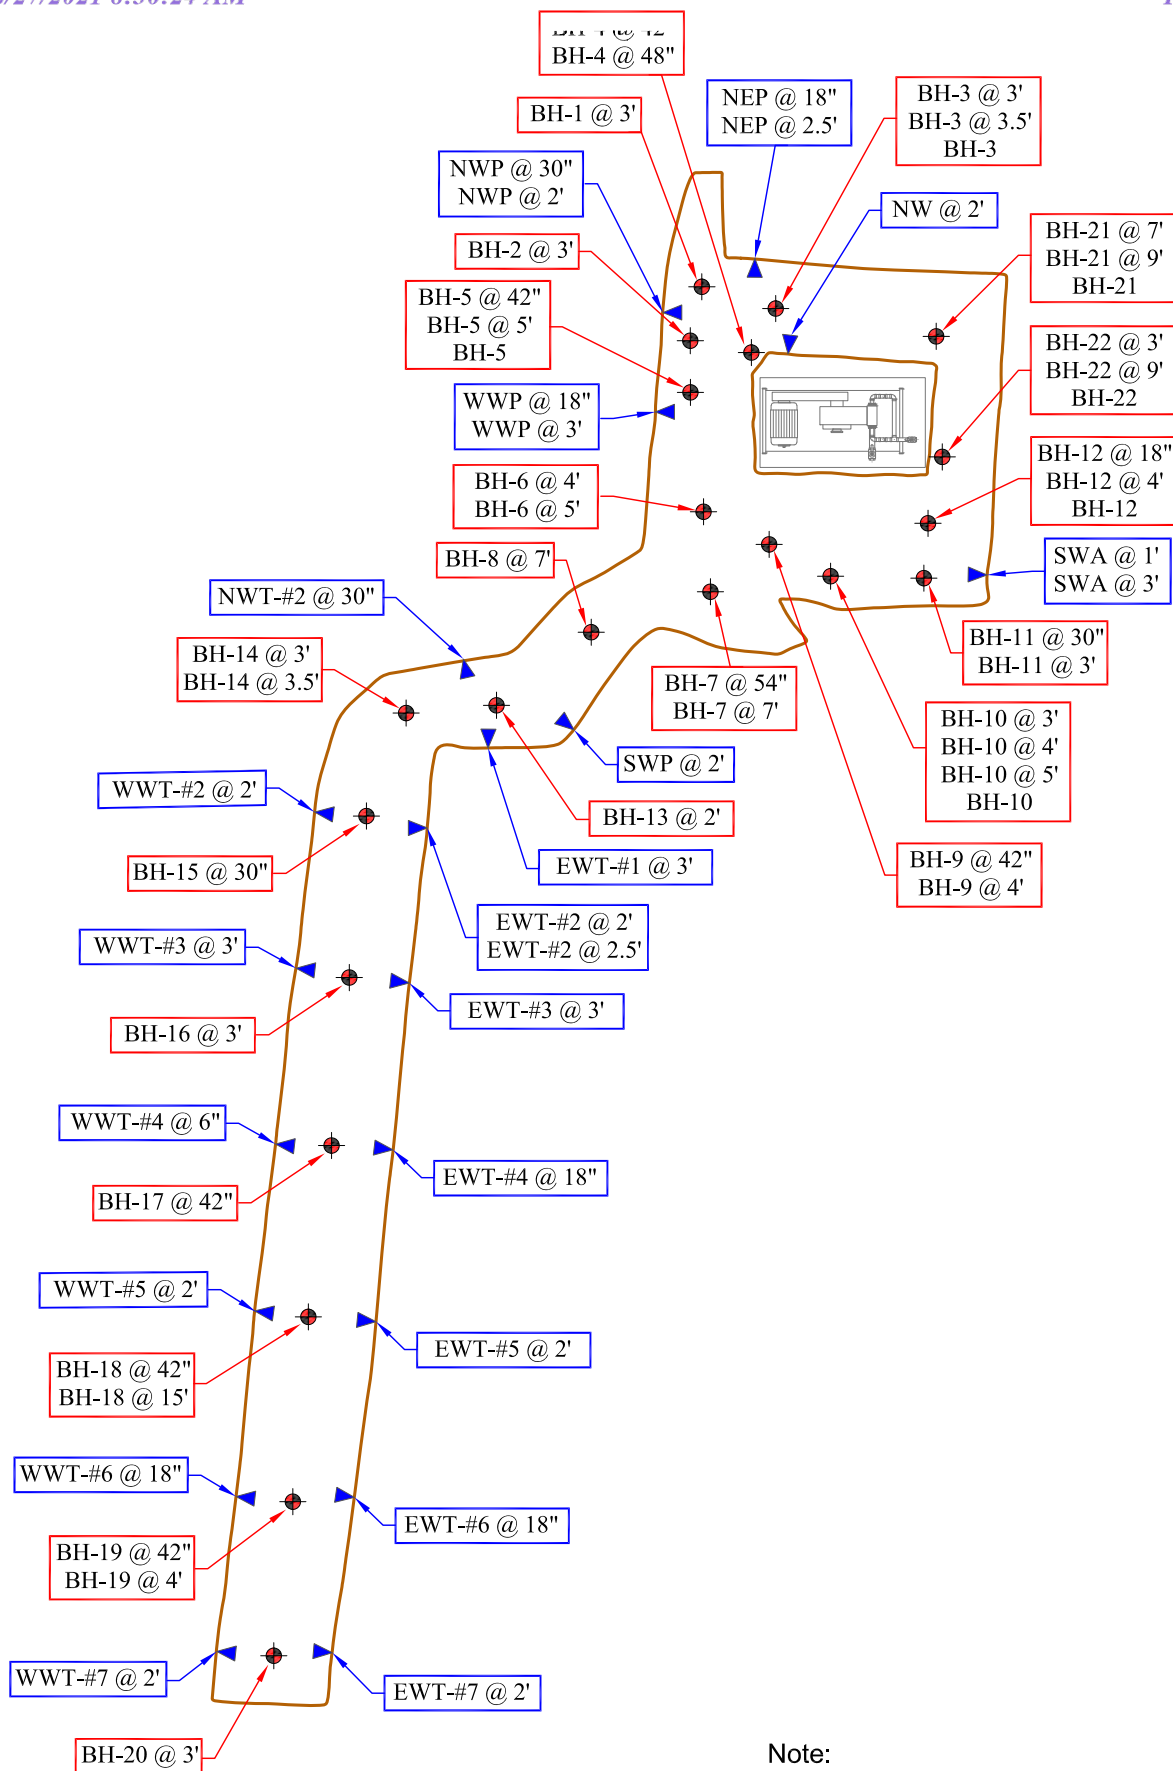 8:50:24 AM
BH-4 @ 48"
BH-1 @ 3'
NEP @ 18"
NEP @ 2.5'
BH-3 @ 3'
BH-3 @ 3.5'
BH-3
NWP @ 30"
NWP @ 2'
NW @ 2'
BH-2 @ 3'
BH-21 @ 7'
BH-21 @ 9'
BH-21
BH-5 @ 42"
BH-5 @ 5'
BH-5
BH-22 @ 3'
BH-22 @ 9'
BH-22
WWP @ 18"
WWP @ 3'
BH-12 @ 18"
BH-12 @ 4'
BH-12
BH-6 @ 4'
BH-6 @ 5'
BH-8 @ 7'
SWA @ 1'
SWA @ 3'
NWT-#2 @ 30"
BH-11 @ 30"
BH-11 @ 3'
BH-14 @ 3'
BH-14 @ 3.5'
BH-7 @ 54"
BH-7 @ 7'
BH-10 @ 3'
BH-10 @ 4'
BH-10 @ 5'
BH-10
SWP @ 2'
WWT-#2 @ 2'
BH-13 @ 2'
BH-15 @ 30"
EWT-#1 @ 3'
BH-9 @ 42"
BH-9 @ 4'
EWT-#2 @ 2'
EWT-#2 @ 2.5'
WWT-#3 @ 3'
EWT-#3 @ 3'
BH-16 @ 3'
WWT-#4 @ 6"
EWT-#4 @ 18"
BH-17 @ 42"
WWT-#5 @ 2'
EWT-#5 @ 2'
BH-18 @ 42"
BH-18 @ 15'
WWT-#6 @ 18"
EWT-#6 @ 18"
BH-19 @ 42"
BH-19 @ 4'
WWT-#7 @ 2'
EWT-#7 @ 2'
BH-20 @ 3'
Note: